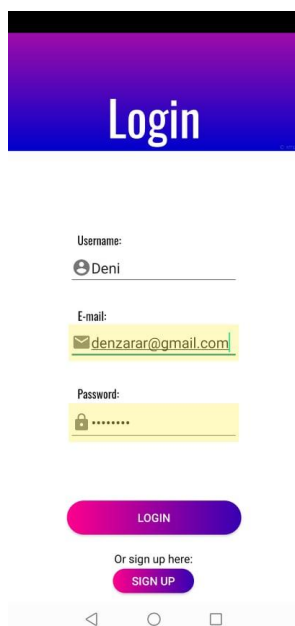 Login
Username:
Deni
E-mail:
denzarar@gmail.com
Password:
••••••••
LOGIN
Or sign up here:
SIGN UP